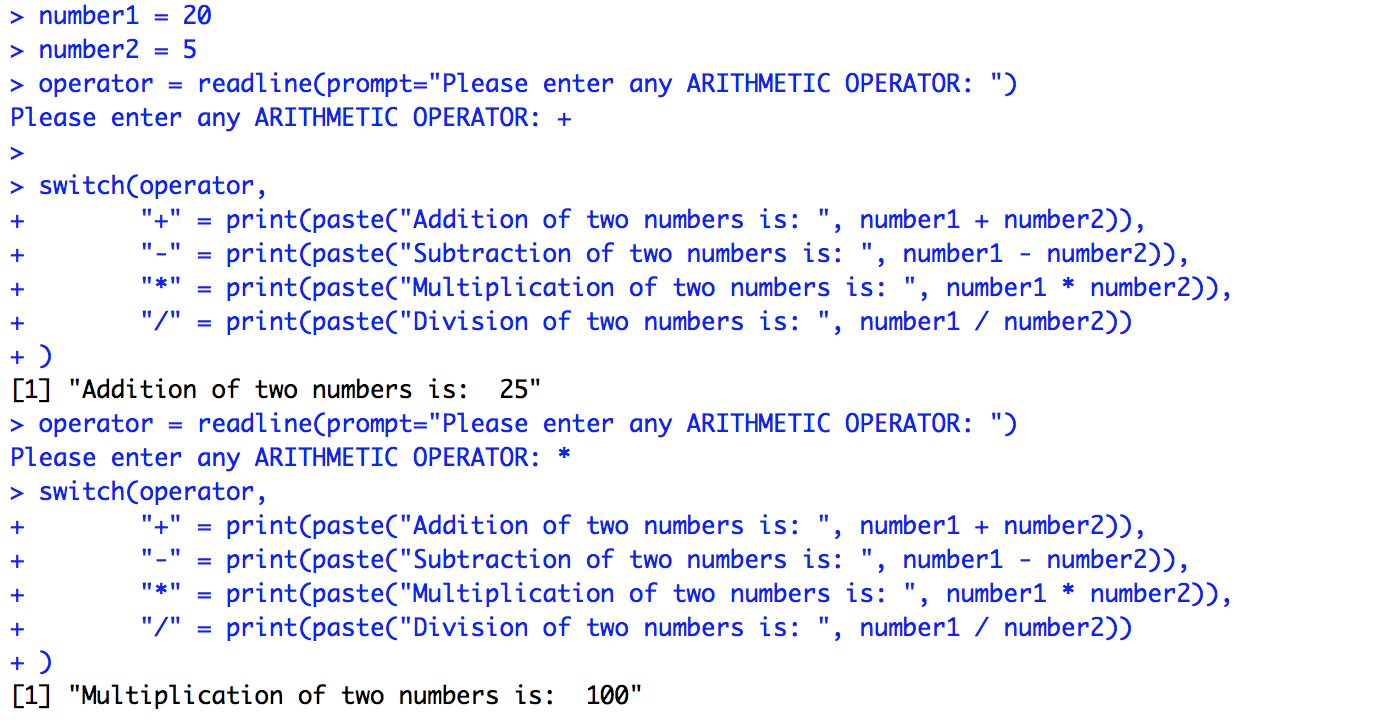 > number1 = 20
> number2 = 5
> operator = readline(prompt="Please enter any ARITHMETIC OPERATOR: ")
Please enter any ARITHMETIC OPERATOR: +
>
> switch(operator,
+        "+" = print(paste("Addition of two numbers is: ", number1 + number2)),
+        "-" = print(paste("Subtraction of two numbers is: ", number1 - number2)),
+        "*" = print(paste("Multiplication of two numbers is: ", number1 * number2)),
+        "/" = print(paste("Division of two numbers is: ", number1 / number2))
+ )
[1] "Addition of two numbers is:  25"
> operator = readline(prompt="Please enter any ARITHMETIC OPERATOR: ")
Please enter any ARITHMETIC OPERATOR: *
> switch(operator,
+        "+" = print(paste("Addition of two numbers is: ", number1 + number2)),
+        "-" = print(paste("Subtraction of two numbers is: ", number1 - number2)),
+        "*" = print(paste("Multiplication of two numbers is: ", number1 * number2)),
+        "/" = print(paste("Division of two numbers is: ", number1 / number2))
+ )
[1] "Multiplication of two numbers is:  100"